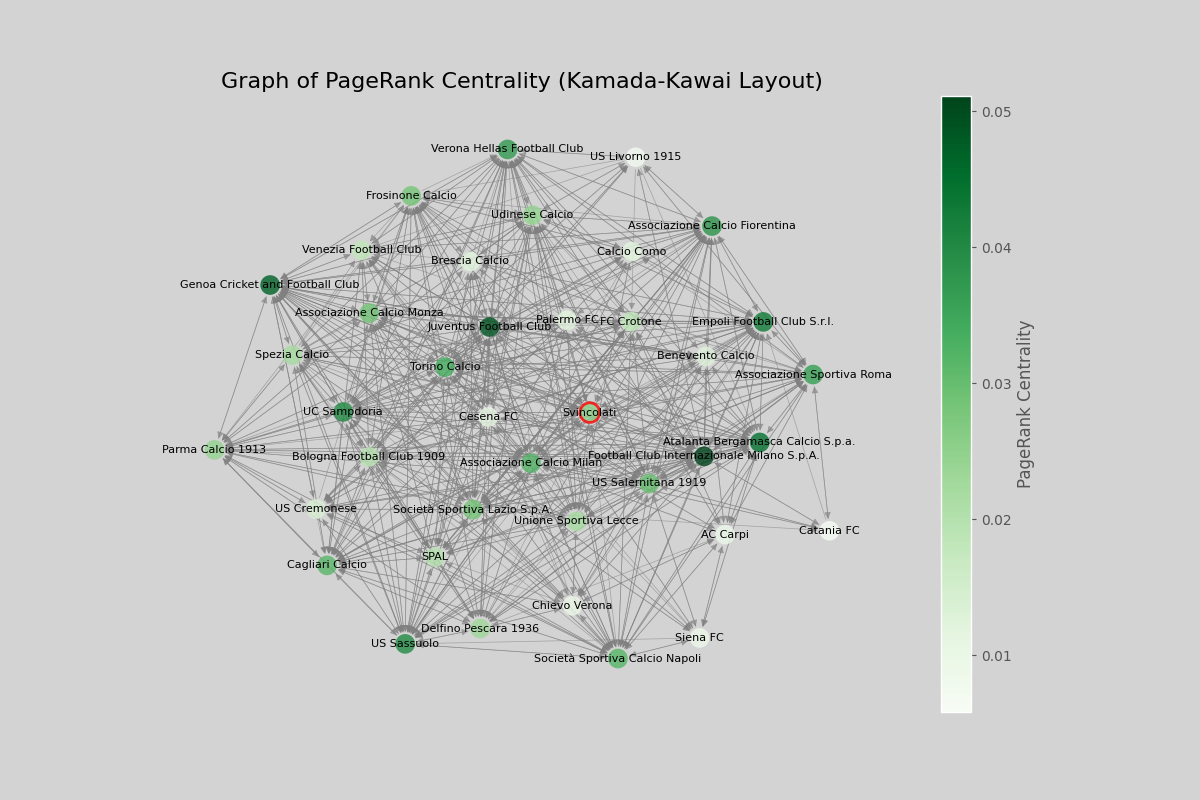 Graph of PageRank Centrality (Kamada-Kawai Layout)
0.05
Verona Hellas Football Club
US Livorno 1915
Frosinone Calcio
Udinese Calcio
Associazione Calcio Fiorentina
0.04
Venezia Football Club
Brescia Calcio
Calcio Como
Genoa Cricket and Football Club
Associazione Calcio Monza
Juventus Football Club
Palermo FC
FC Crotone
Empoli Football Club S.r.l.
Spezia Calcio
Benevento Calcio
Torino Calcio
Associazione Sportiva Roma
0.03
PageRank Centrality
UC Sampdoria
Cesena FC
Svincolati
Parma Calcio 1913
Bologna Football Club 1909
Associazione Calcio Milan
Atalanta Bergamasca Calcio S.p.a.
Football Club Internazionale Milano S.p.A.
US Salernitana 1919
US Cremonese
Società Sportiva Lazio S.p.A.
Unione Sportiva Lecce
0.02
AC Carpi
Catania FC
Cagliari Calcio
SPAL
Chievo Verona
Delfino Pescara 1936
US Sassuolo
Siena FC
Società Sportiva Calcio Napoli
0.01